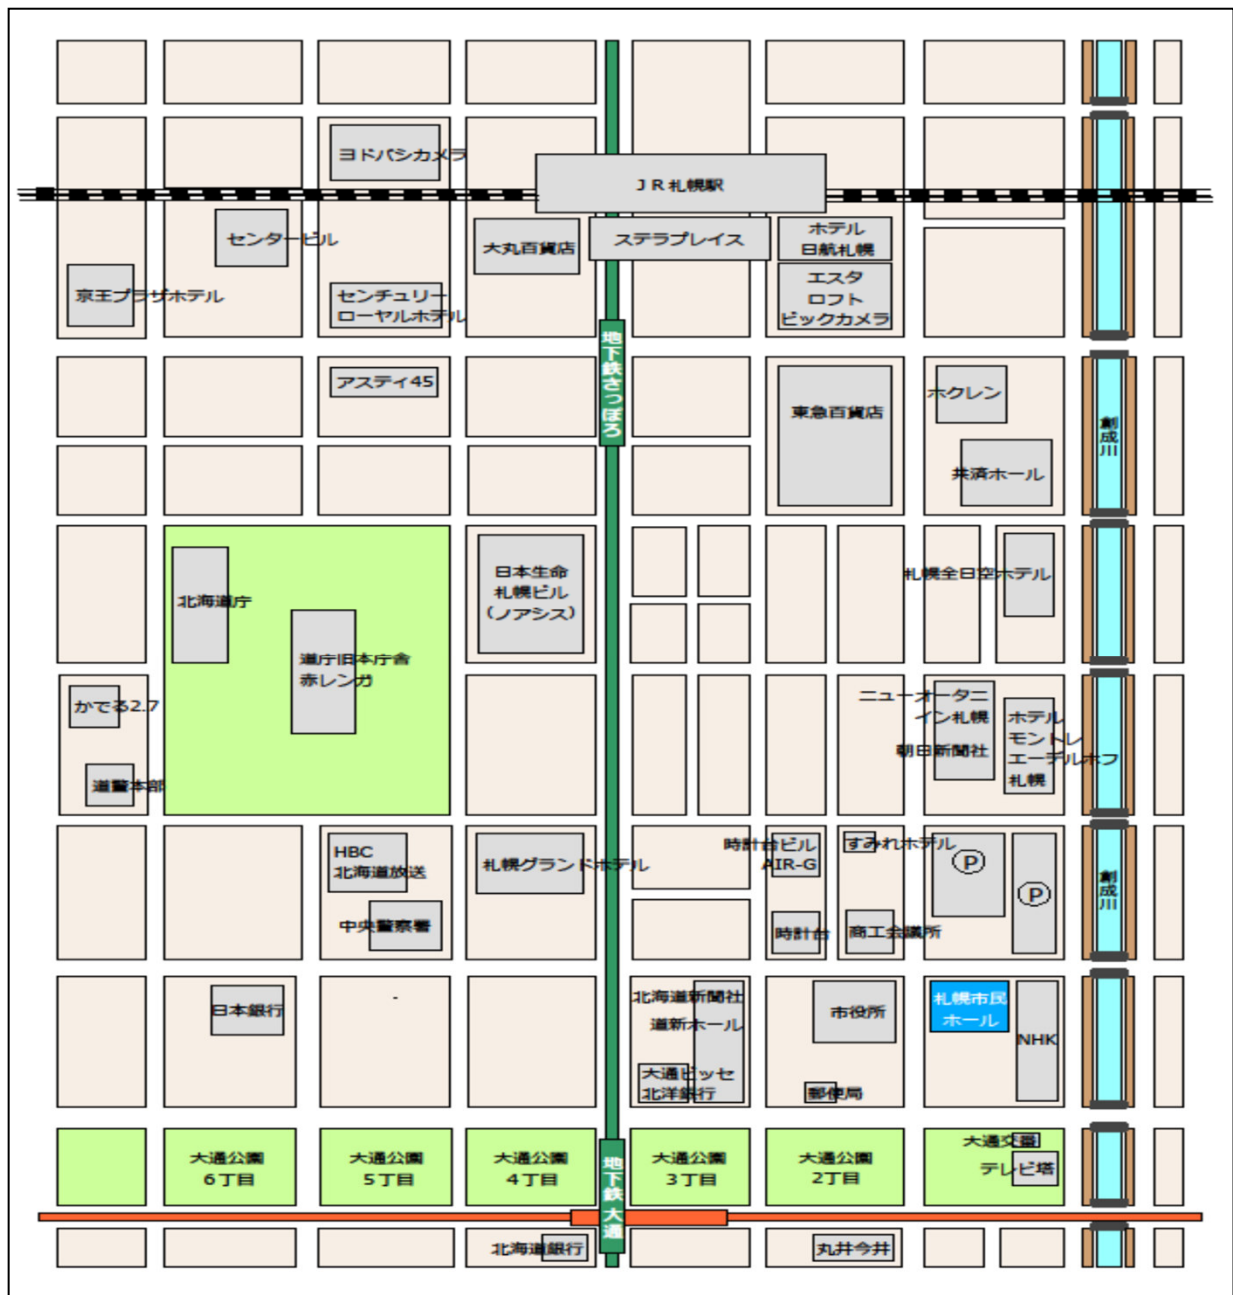 ヨドバシカメラ
ＪＲ札幌駅
センタービル
大丸百貨店
ステラプレイス
ホテル
日航札幌
京王プラザホテル
センチュリー
ローヤルホテル
エスタ
ロフト
ビックカメラ
地下鉄さっぽろ
アスティ45
東急百貨店
ホクレン
共済ホール
創成川
北海道庁
道庁旧本庁舎
赤レンガ
日本生命
札幌ビル
(ノアシス)
札幌全日空ホテル
かでる2.7
道警本部
ニューオータニ
イン札幌
朝日新聞社
ホテル
モントレ
エーデルホフ
札幌
HBC
北海道放送
中央警察署
札幌グランドホテル
時計台ビル
AIR-G
時計台
すみれホテル
商工会議所
P
P
創成川
日本銀行
-
北海道新聞社
道新ホール
大通ビッセ
北洋銀行
市役所
郵便局
札幌市民
ホール
NHK
大通公園
6丁目
大通公園
5丁目
大通公園
4丁目
地下鉄 大通
大通公園
3丁目
大通公園
2丁目
大通交番
テレビ塔
北海道銀行
丸井今井